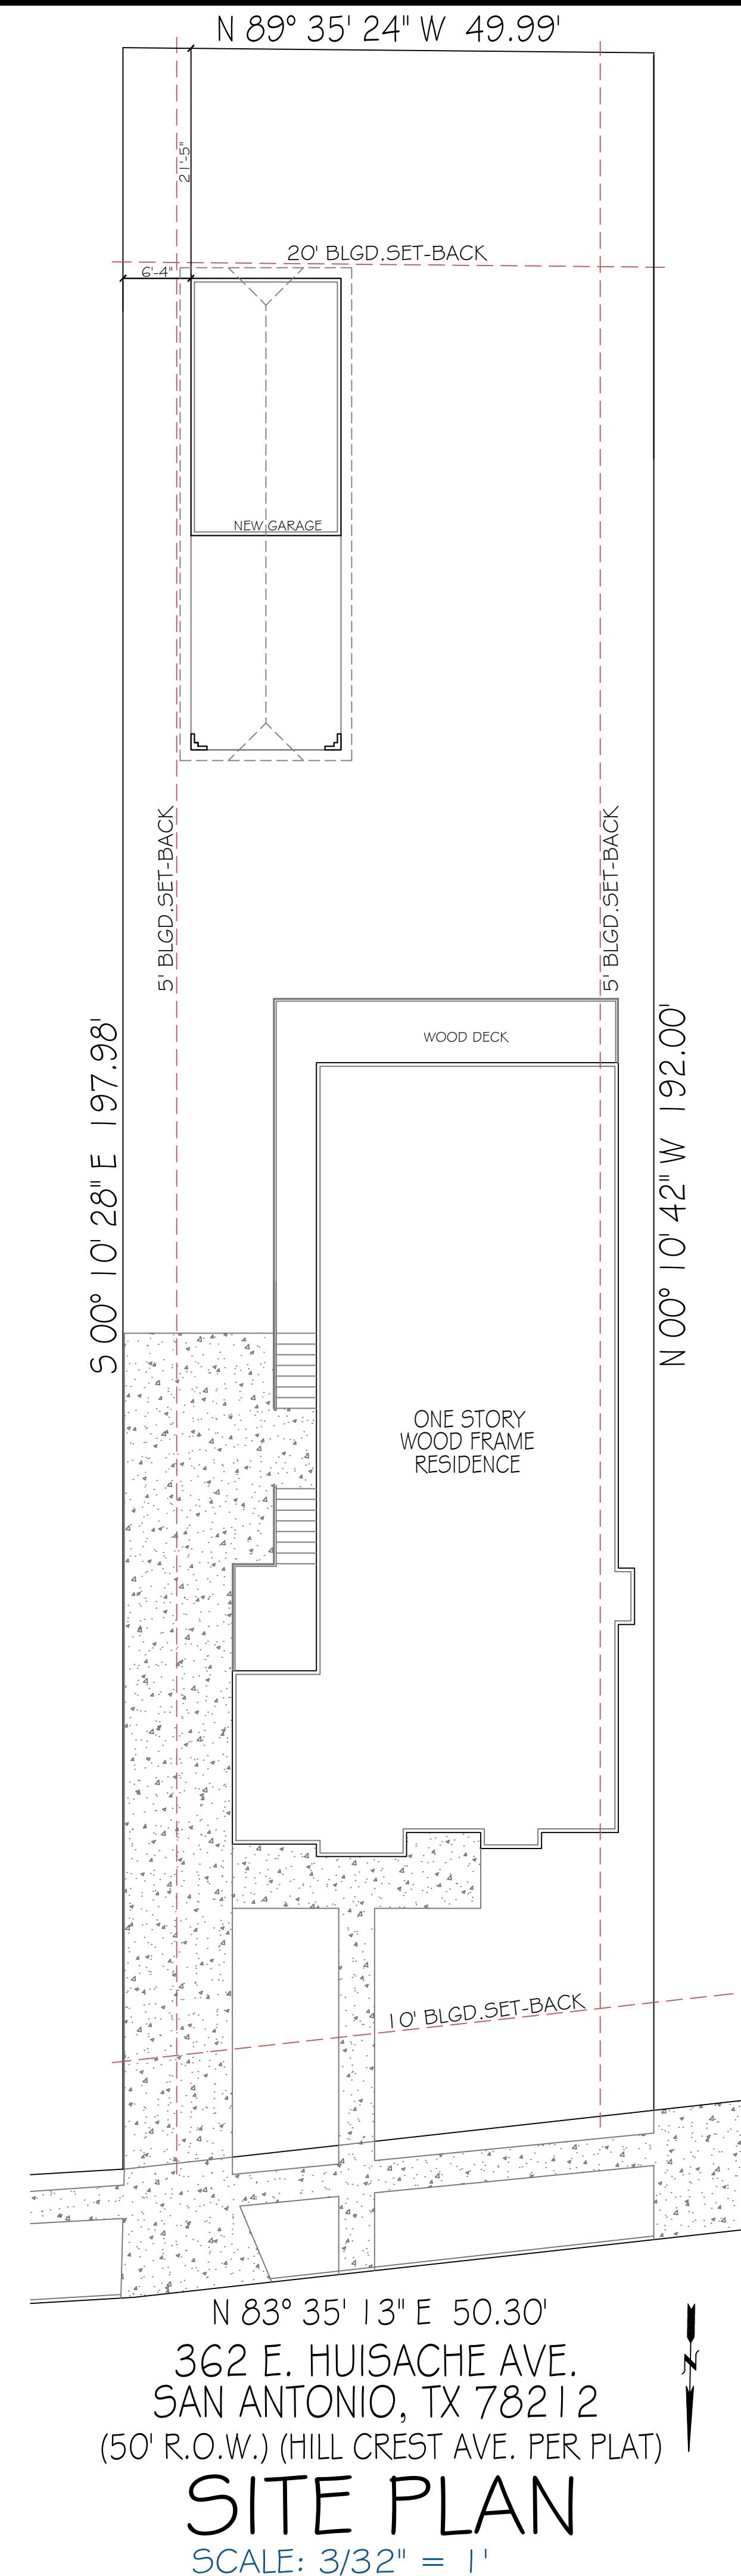 N 89° 35' 24" W 49.99'
21'-5"
20' BLGD.SET-BACK
6'-4"
NEW GARAGE
5' BLGD.SET-BACK
5' BLGD.SET-BACK
WOOD DECK
S 00° 10' 28" E 197.98'
N 00° 10' 42" W 192.00'
ONE STORY
WOOD FRAME
RESIDENCE
10' BLGD.SET-BACK
N 83° 35' 13" E 50.30'
362 E. HUISACHE AVE.
SAN ANTONIO, TX 78212
(50' R.O.W.) (HILL CREST AVE. PER PLAT)
N
SITE PLAN
SCALE: 3/32" = 1'